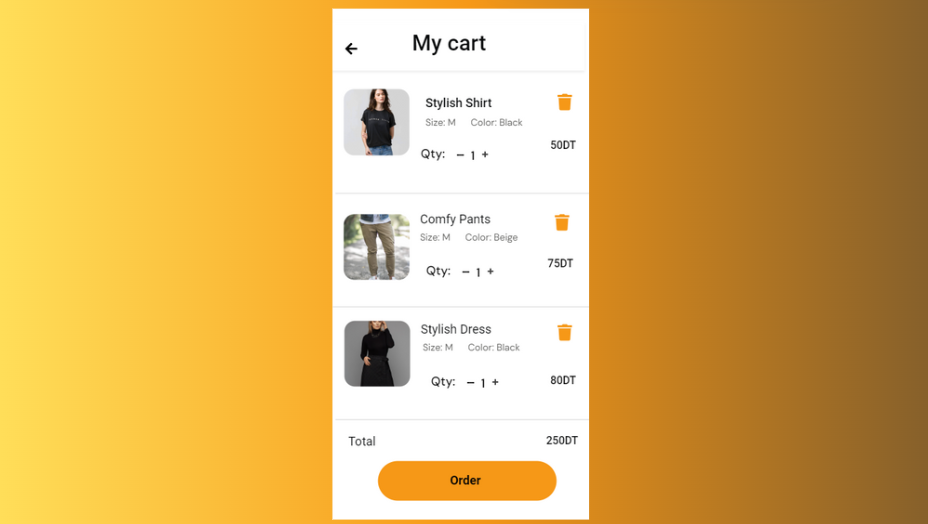 My cart
Stylish Shirt
Size: M Color: Black
50DT
Qty: – 1 +
Comfy Pants
Size: M Color: Beige
75DT
Qty: – 1 +
Stylish Dress
Size: M Color: Black
80DT
Qty: – 1 +
Total 250DT
Order